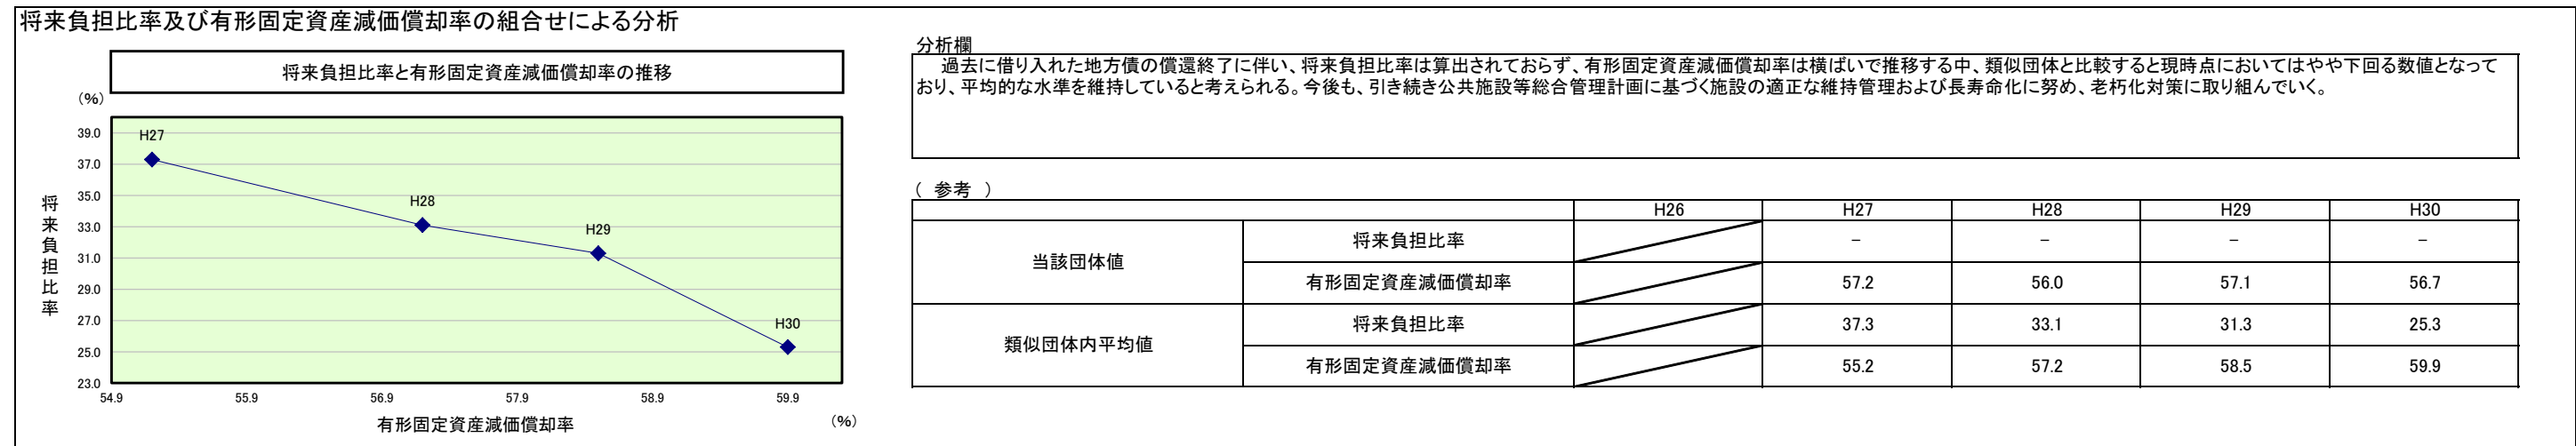 将来負担比率及び有形固定資産減価償却率の組合せによる分析
将来負担比率と有形固定資産減価償却率の推移
(%)
39.0
37.0
35.0
33.0
31.0
29.0
27.0
25.0
23.0
将来負担比率
H27
H28
H29
H30
54.9 55.9 56.9 57.9 58.9 59.9
有形固定資産減価償却率
(%)
分析欄
過去に借り入れた地方債の償還終了に伴い、将来負担比率は算出されておらず、有形固定資産減価償却率は横ばいで推移する中、類似団体と比較すると現時点においてはやや下回る数値となって
おり、平均的な水準を維持していると考えられる。今後も、引き続き公共施設等総合管理計画に基づく施設の適正な維持管理および長寿命化に努め、老朽化対策に取り組んでいく。
( 参考 )
H26 H27 H28 H29 H30
当該団体値
将来負担比率 － － － －
有形固定資産減価償却率 57.2 56.0 57.1 56.7
類似団体内平均値
将来負担比率 37.3 33.1 31.3 25.3
有形固定資産減価償却率 55.2 57.2 58.5 59.9